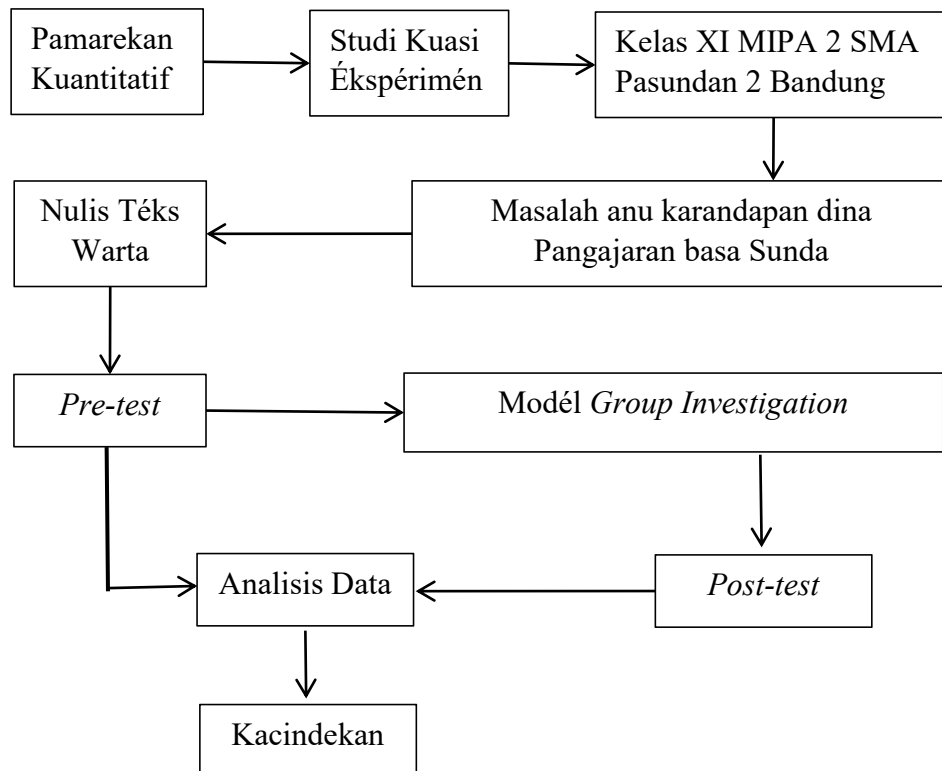 Pamarekan
Kuantitatif
Studi Kuasi
Ékspérimén
Kelas XI MIPA 2 SMA
Pasundan 2 Bandung
Nulis Téks
Warta
Masalah anu karandapan dina
Pangajaran basa Sunda
Pre-test
Modél Group Investigation
Analisis Data
Post-test
Kacindekan